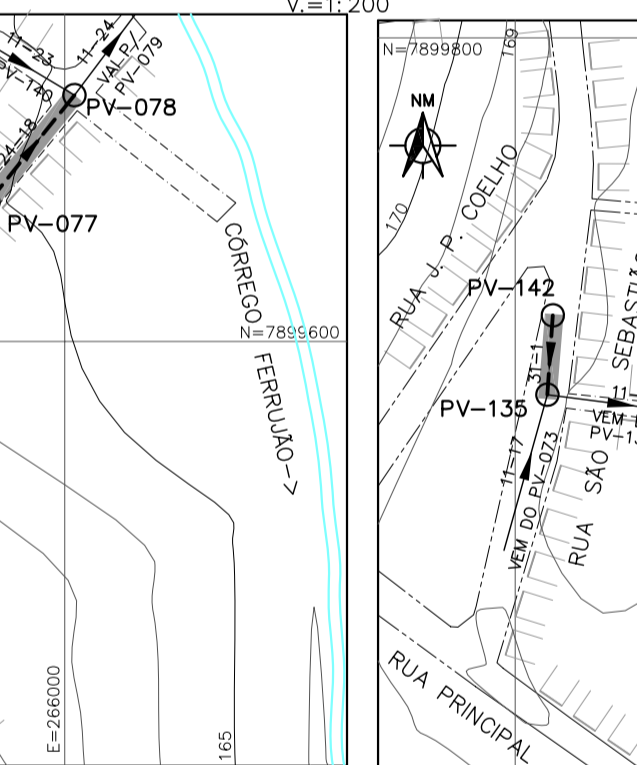 V.=1:200
11-23
PV-140
11-24
VAI P/
PV-079
PV-078
24-18
PV-077
CÓRREGO FERRUJÃO->
N=7899600
E=266000
165
N=7899800
169
NM
170
RUA J. P. COELHO
PV-142
31-1
PV-135
11
VEM D
PV-13
11-17
VEM DO PV-073
RUA SÃO SEBASTIÃO
RUA PRINCIPAL